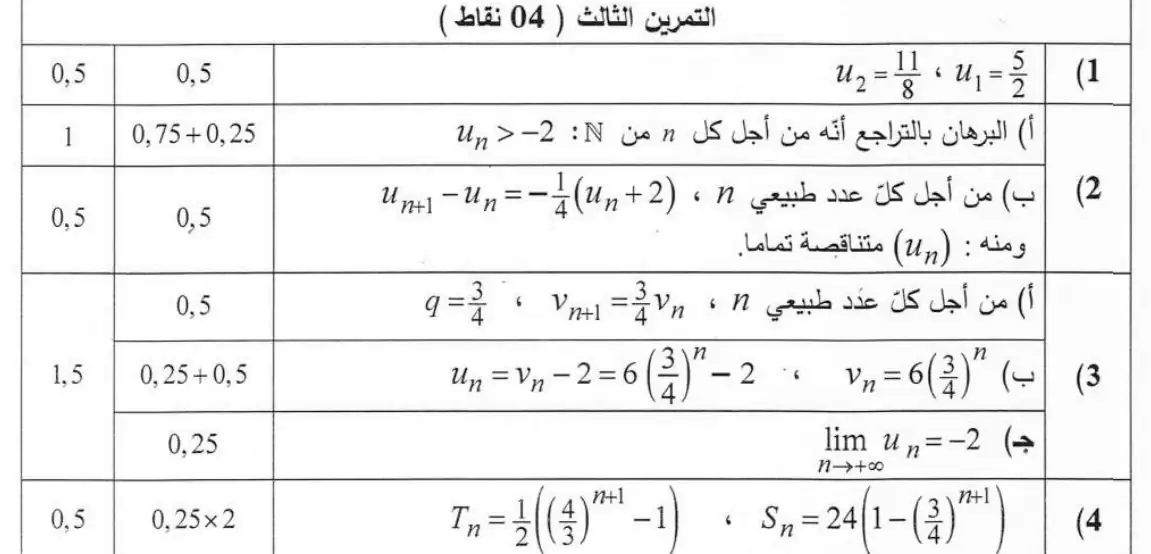 التمرين الثالث ( 04 نقاط )
1) u_1 = 5/2 ، u_2 = 11/8 0,5 0,5
2) أ) البرهان بالتراجع أنّه من أجل كل n من ℕ : u_n > −2 0,75+0,25 1
ب) من أجل كلّ عدد طبيعي n ، u_{n+1} − u_n = −1/4 (u_n + 2)
ومنه : (u_n) متناقصة تماما. 0,5 0,5
3) أ) من أجل كلّ عدد طبيعي n ، v_{n+1} = 3/4 v_n ، q = 3/4 0,5
ب) v_n = 6(3/4)^n ، u_n = v_n − 2 = 6(3/4)^n − 2 0,25+0,5 1,5
جـ) lim_{n→+∞} u_n = −2 0,25
4) S_n = 24(1 − (3/4)^{n+1}) ، T_n = 1/2((4/3)^{n+1} − 1) 0,25×2 0,5